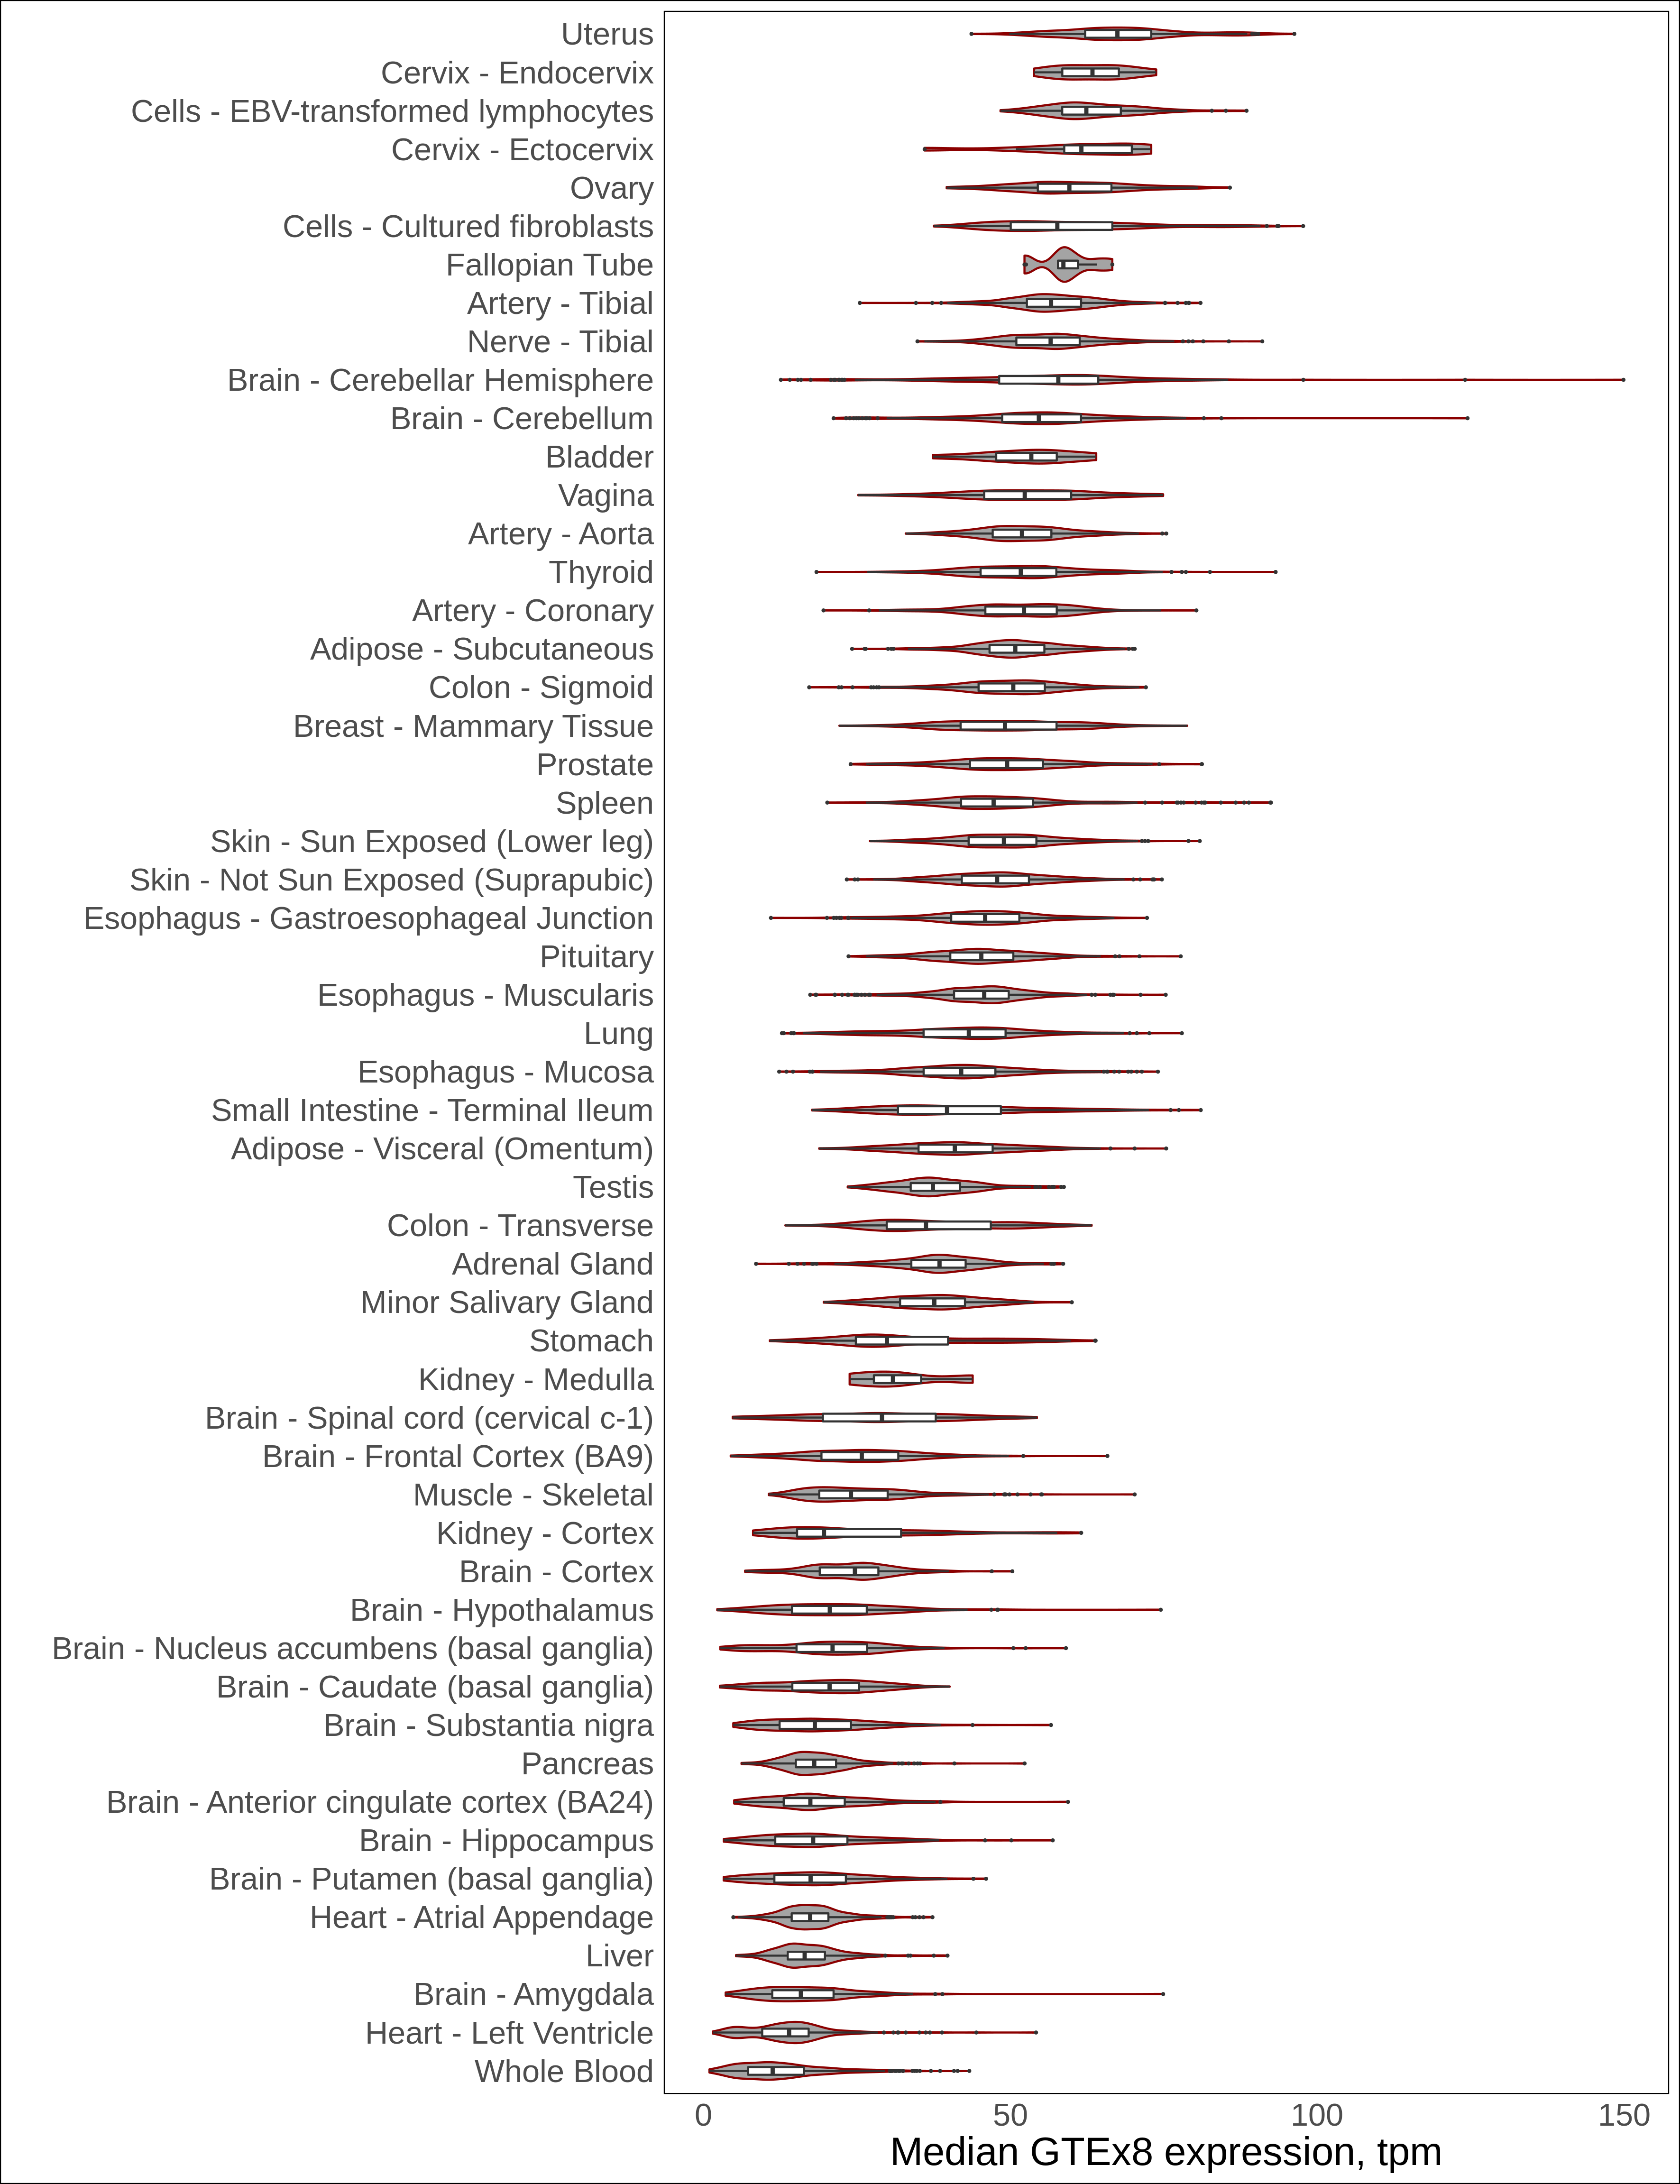 Uterus
Cervix - Endocervix
Cells - EBV-transformed lymphocytes
Cervix - Ectocervix
Ovary
Cells - Cultured fibroblasts
Fallopian Tube
Artery - Tibial
Nerve - Tibial
Brain - Cerebellar Hemisphere
Brain - Cerebellum
Bladder
Vagina
Artery - Aorta
Thyroid
Artery - Coronary
Adipose - Subcutaneous
Colon - Sigmoid
Breast - Mammary Tissue
Prostate
Spleen
Skin - Sun Exposed (Lower leg)
Skin - Not Sun Exposed (Suprapubic)
Esophagus - Gastroesophageal Junction
Pituitary
Esophagus - Muscularis
Lung
Esophagus - Mucosa
Small Intestine - Terminal Ileum
Adipose - Visceral (Omentum)
Testis
Colon - Transverse
Adrenal Gland
Minor Salivary Gland
Stomach
Kidney - Medulla
Brain - Spinal cord (cervical c-1)
Brain - Frontal Cortex (BA9)
Muscle - Skeletal
Kidney - Cortex
Brain - Cortex
Brain - Hypothalamus
Brain - Nucleus accumbens (basal ganglia)
Brain - Caudate (basal ganglia)
Brain - Substantia nigra
Pancreas
Brain - Anterior cingulate cortex (BA24)
Brain - Hippocampus
Brain - Putamen (basal ganglia)
Heart - Atrial Appendage
Liver
Brain - Amygdala
Heart - Left Ventricle
Whole Blood
0 50 100 150
Median GTEx8 expression, tpm